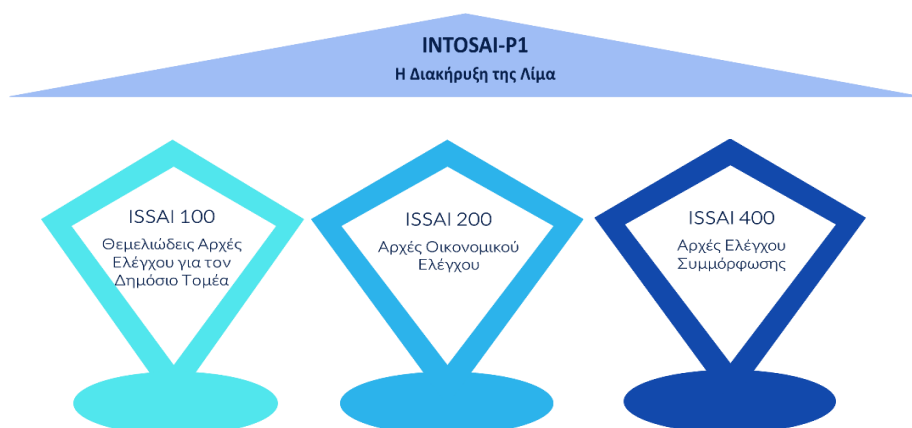 INTOSAI-P1
Η Διακήρυξη της Λίμα
ISSAI 100
Θεμελιώδεις Αρχές
Ελέγχου για τον
Δημόσιο Τομέα
ISSAI 200
Αρχές Οικονομικού
Ελέγχου
ISSAI 400
Αρχές Ελέγχου
Συμμόρφωσης